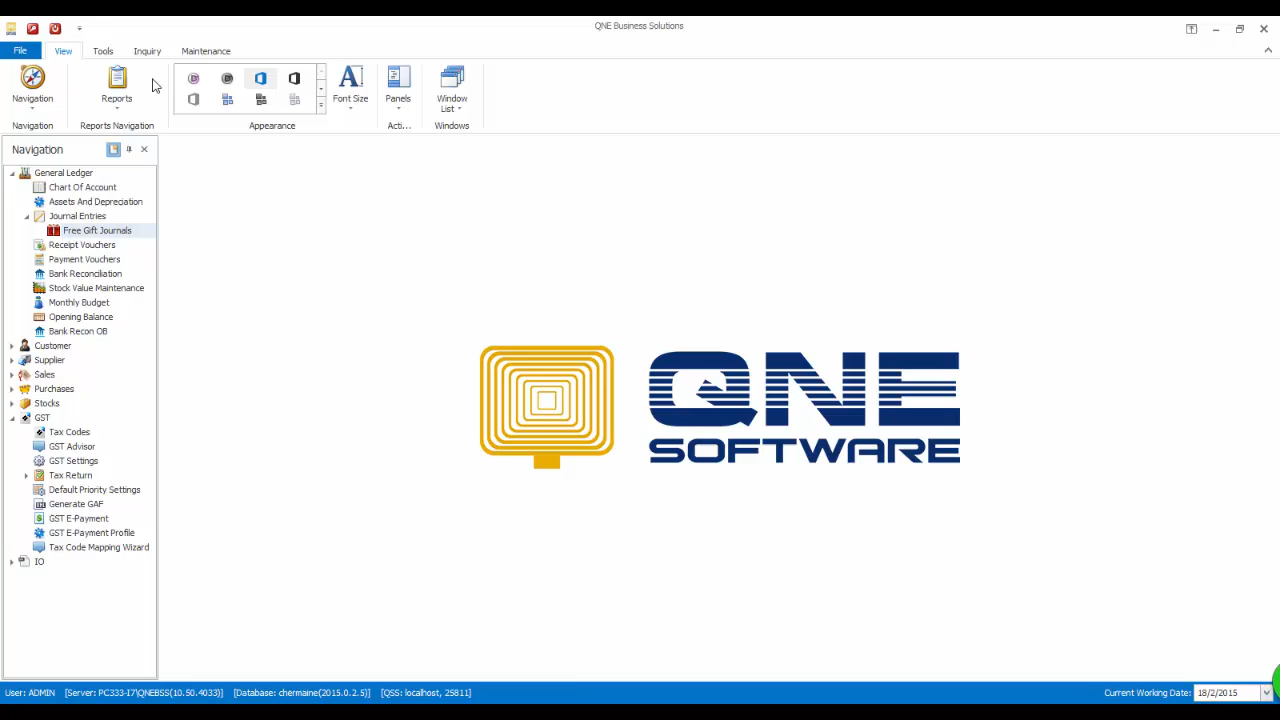 QNE Business Solutions
File View Tools Inquiry Maintenance
Navigation Reports Font Size Panels Window List
Navigation Reports Navigation Appearance Acti... Windows
Navigation
General Ledger
Chart Of Account
Assets And Depreciation
Journal Entries
Free Gift Journals
Receipt Vouchers
Payment Vouchers
Bank Reconciliation
Stock Value Maintenance
Monthly Budget
Opening Balance
Bank Recon OB
Customer
Supplier
Sales
Purchases
Stocks
GST
Tax Codes
GST Advisor
GST Settings
Tax Return
Default Priority Settings
Generate GAF
GST E-Payment
GST E-Payment Profile
Tax Code Mapping Wizard
IO
QNE
SOFTWARE
User: ADMIN [Server: PC333-I7\QNEBSS(10.50.4033)] [Database: chermaine(2015.0.2.5)] [QSS: localhost, 25811] Current Working Date: 18/2/2015